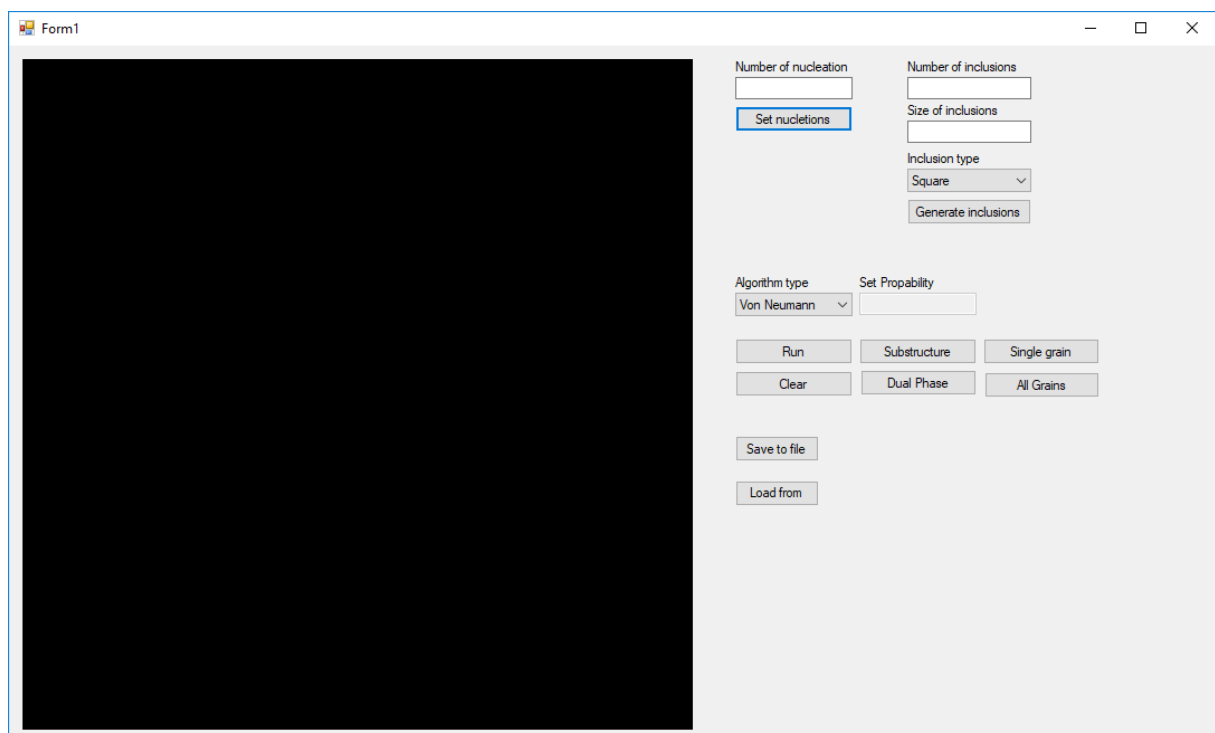 Form1
Number of nucleation
Number of inclusions
Set nucletions
Size of inclusions
Inclusion type
Square
Generate inclusions
Algorithm type
Set Propability
Von Neumann
Run
Substructure
Single grain
Clear
Dual Phase
All Grains
Save to file
Load from